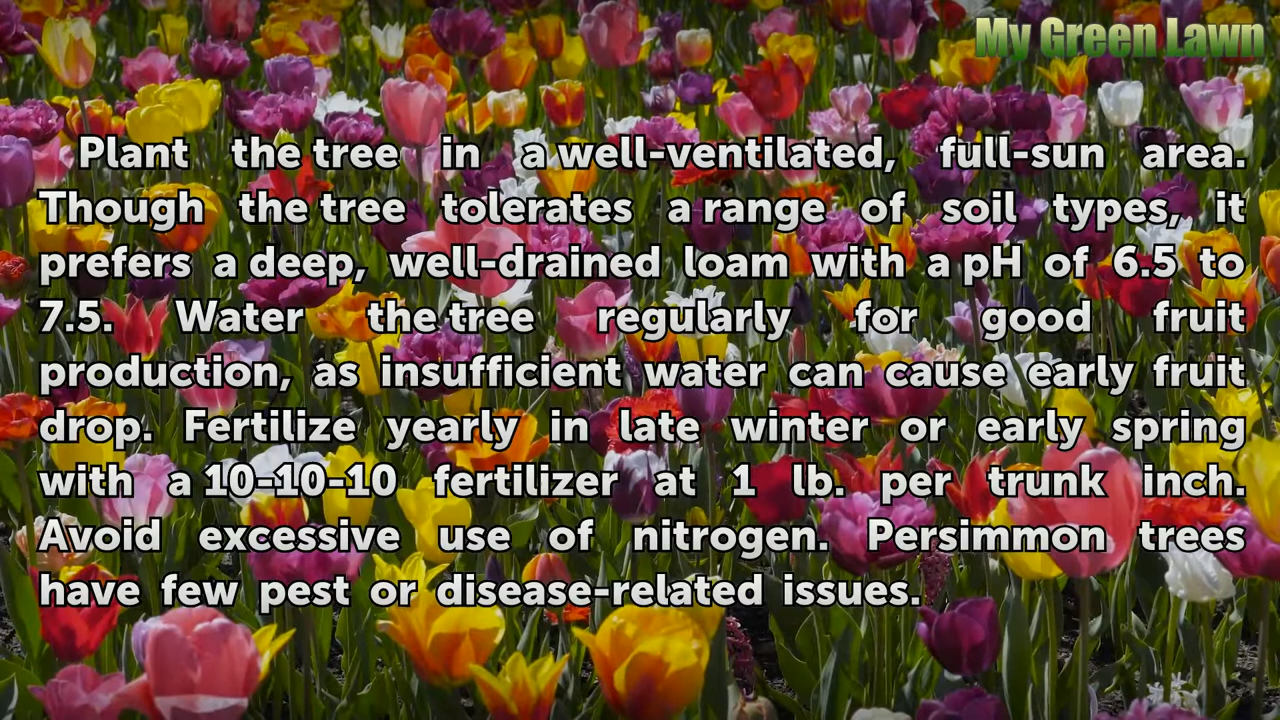 My Green Lawn
Plant the tree in a well-ventilated, full-sun area.
Though the tree tolerates a range of soil types, it
prefers a deep, well-drained loam with a pH of 6.5 to
7.5. Water the tree regularly for good fruit
production, as insufficient water can cause early fruit
drop. Fertilize yearly in late winter or early spring
with a 10-10-10 fertilizer at 1 lb. per trunk inch.
Avoid excessive use of nitrogen. Persimmon trees
have few pest or disease-related issues.